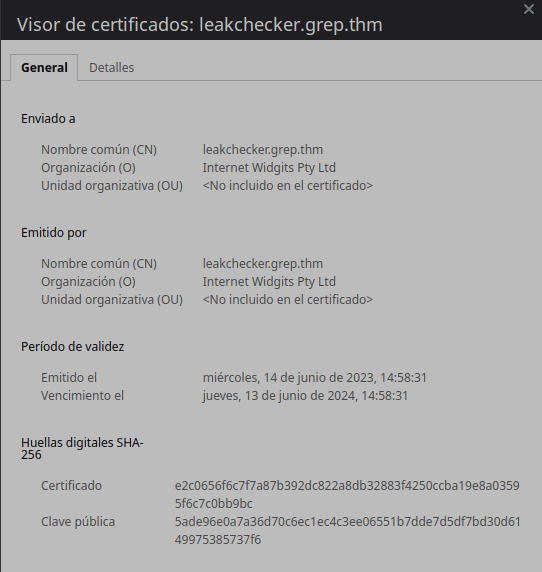 Visor de certificados: leakchecker.grep.thm
General Detalles
Enviado a
Nombre común (CN) leakchecker.grep.thm
Organización (O) Internet Widgits Pty Ltd
Unidad organizativa (OU) <No incluido en el certificado>
Emitido por
Nombre común (CN) leakchecker.grep.thm
Organización (O) Internet Widgits Pty Ltd
Unidad organizativa (OU) <No incluido en el certificado>
Período de validez
Emitido el miércoles, 14 de junio de 2023, 14:58:31
Vencimiento el jueves, 13 de junio de 2024, 14:58:31
Huellas digitales SHA-
256
Certificado e2c0656f6c7f7a87b392dc822a8db32883f4250ccba19e8a0359
5f6c7c0bb9bc
Clave pública 5ade96e0a7a36d70c6ec1ec4c3ee06551b7dde7d5df7bd30d61
49975385737f6